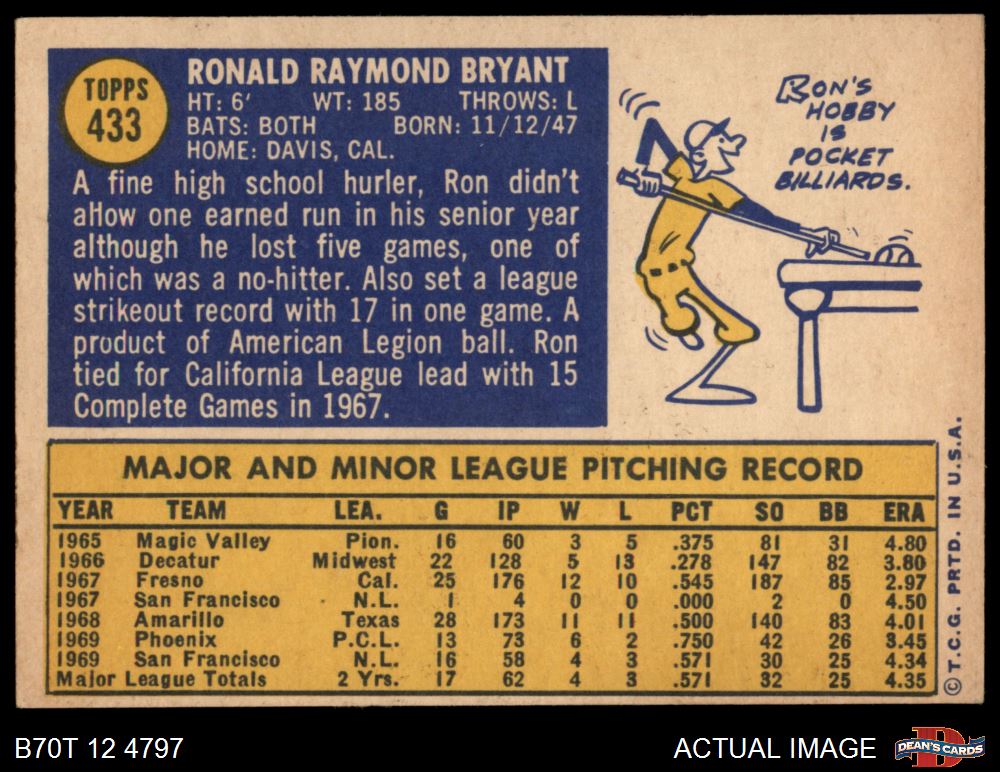 TOPPS
433
RONALD RAYMOND BRYANT
HT: 6' WT: 185 THROWS: L
BATS: BOTH BORN: 11/12/47
HOME: DAVIS, CAL.
A fine high school hurler, Ron didn't
allow one earned run in his senior year
although he lost five games, one of
which was a no-hitter. Also set a league
strikeout record with 17 in one game. A
product of American Legion ball. Ron
tied for California League lead with 15
Complete Games in 1967.
RON'S
HOBBY
IS
POCKET
BILLIARDS.
MAJOR AND MINOR LEAGUE PITCHING RECORD
YEAR TEAM LEA. G IP W L PCT SO BB ERA
1965 Magic Valley Pion. 16 60 3 5 .375 81 31 4.80
1966 Decatur Midwest 22 128 5 13 .278 147 82 3.80
1967 Fresno Cal. 25 176 12 10 .545 187 85 2.97
1967 San Francisco N.L. 1 4 0 0 .000 2 0 4.50
1968 Amarillo Texas 28 173 11 11 .500 140 83 4.01
1969 Phoenix P.C.L. 13 73 6 2 .750 42 26 3.45
1969 San Francisco N.L. 16 58 4 3 .571 30 25 4.34
Major League Totals 2 Yrs. 17 62 4 3 .571 32 25 4.35
© T.C.G. PRTD. IN U.S.A.
B70T 12 4797
ACTUAL IMAGE
D
DEAN'S CARDS